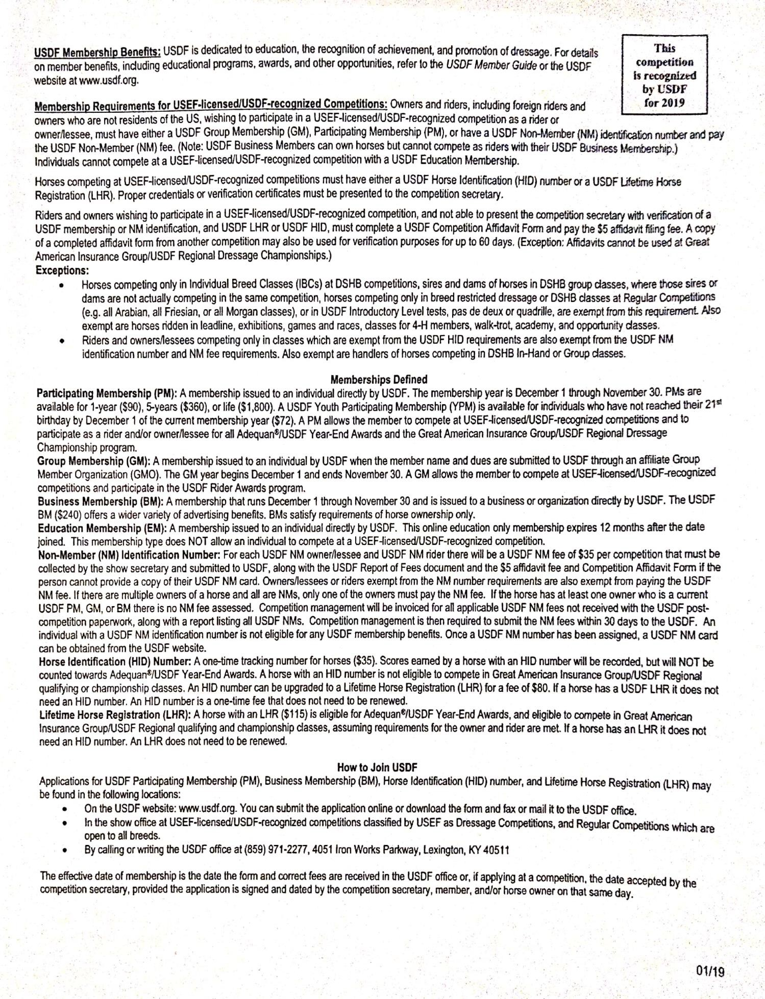 USDF Membership Benefits: USDF is dedicated to education, the recognition of achievement, and promotion of dressage. For details
on member benefits, including educational programs, awards, and other opportunities, refer to the USDF Member Guide or the USDF
website at www.usdf.org.
This
competition
is recognized
by USDF
for 2019
Membership Requirements for USEF-licensed/USDF-recognized Competitions: Owners and riders, including foreign riders and
owners who are not residents of the US, wishing to participate in a USEF-licensed/USDF-recognized competition as a rider or
owner/lessee, must have either a USDF Group Membership (GM), Participating Membership (PM), or have a USDF Non-Member (NM) identification number and pay
the USDF Non-Member (NM) fee. (Note: USDF Business Members can own horses but cannot compete as riders with their USDF Business Membership.)
Individuals cannot compete at a USEF-licensed/USDF-recognized competition with a USDF Education Membership.
Horses competing at USEF-licensed/USDF-recognized competitions must have either a USDF Horse Identification (HID) number or a USDF Lifetime Horse
Registration (LHR). Proper credentials or verification certificates must be presented to the competition secretary.
Riders and owners wishing to participate in a USEF-licensed/USDF-recognized competition, and not able to present the competition secretary with verification of a
USDF membership or NM identification, and USDF LHR or USDF HID, must complete a USDF Competition Affidavit Form and pay the $5 affidavit filing fee. A copy
of a completed affidavit form from another competition may also be used for verification purposes for up to 60 days. (Exception: Affidavits cannot be used at Great
American Insurance Group/USDF Regional Dressage Championships.)
Exceptions:
• Horses competing only in Individual Breed Classes (IBCs) at DSHB competitions, sires and dams of horses in DSHB group classes, where those sires or
dams are not actually competing in the same competition, horses competing only in breed restricted dressage or DSHB classes at Regular Competitions
(e.g. all Arabian, all Friesian, or all Morgan classes), or in USDF Introductory Level tests, pas de deux or quadrille, are exempt from this requirement. Also
exempt are horses ridden in leadline, exhibitions, games and races, classes for 4-H members, walk-trot, academy, and opportunity classes.
• Riders and owners/lessees competing only in classes which are exempt from the USDF HID requirements are also exempt from the USDF NM
identification number and NM fee requirements. Also exempt are handlers of horses competing in DSHB In-Hand or Group classes.
Memberships Defined
Participating Membership (PM): A membership issued to an individual directly by USDF. The membership year is December 1 through November 30. PMs are
available for 1-year ($90), 5-years ($360), or life ($1,800). A USDF Youth Participating Membership (YPM) is available for individuals who have not reached their 21st
birthday by December 1 of the current membership year ($72). A PM allows the member to compete at USEF-licensed/USDF-recognized competitions and to
participate as a rider and/or owner/lessee for all Adequan®/USDF Year-End Awards and the Great American Insurance Group/USDF Regional Dressage
Championship program.
Group Membership (GM): A membership issued to an individual by USDF when the member name and dues are submitted to USDF through an affiliate Group
Member Organization (GMO). The GM year begins December 1 and ends November 30. A GM allows the member to compete at USEF-licensed/USDF-recognized
competitions and participate in the USDF Rider Awards program.
Business Membership (BM): A membership that runs December 1 through November 30 and is issued to a business or organization directly by USDF. The USDF
BM ($240) offers a wider variety of advertising benefits. BMs satisfy requirements of horse ownership only.
Education Membership (EM): A membership issued to an individual directly by USDF. This online education only membership expires 12 months after the date
joined. This membership type does NOT allow an individual to compete at a USEF-licensed/USDF-recognized competition.
Non-Member (NM) Identification Number: For each USDF NM owner/lessee and USDF NM rider there will be a USDF NM fee of $35 per competition that must be
collected by the show secretary and submitted to USDF, along with the USDF Report of Fees document and the $5 affidavit fee and Competition Affidavit Form if the
person cannot provide a copy of their USDF NM card. Owners/lessees or riders exempt from the NM number requirements are also exempt from paying the USDF
NM fee. If there are multiple owners of a horse and all are NMs, only one of the owners must pay the NM fee. If the horse has at least one owner who is a current
USDF PM, GM, or BM there is no NM fee assessed. Competition management will be invoiced for all applicable USDF NM fees not received with the USDF post-
competition paperwork, along with a report listing all USDF NMs. Competition management is then required to submit the NM fees within 30 days to the USDF. An
individual with a USDF NM identification number is not eligible for any USDF membership benefits. Once a USDF NM number has been assigned, a USDF NM card
can be obtained from the USDF website.
Horse Identification (HID) Number: A one-time tracking number for horses ($35). Scores earned by a horse with an HID number will be recorded, but will NOT be
counted towards Adequan®/USDF Year-End Awards. A horse with an HID number is not eligible to compete in Great American Insurance Group/USDF Regional
qualifying or championship classes. An HID number can be upgraded to a Lifetime Horse Registration (LHR) for a fee of $80. If a horse has a USDF LHR it does not
need an HID number. An HID number is a one-time fee that does not need to be renewed.
Lifetime Horse Registration (LHR): A horse with an LHR ($115) is eligible for Adequan®/USDF Year-End Awards, and eligible to compete in Great American
Insurance Group/USDF Regional qualifying and championship classes, assuming requirements for the owner and rider are met. If a horse has an LHR it does not
need an HID number. An LHR does not need to be renewed.
How to Join USDF
Applications for USDF Participating Membership (PM), Business Membership (BM), Horse Identification (HID) number, and Lifetime Horse Registration (LHR) may
be found in the following locations:
• On the USDF website: www.usdf.org. You can submit the application online or download the form and fax or mail it to the USDF office.
• In the show office at USEF-licensed/USDF-recognized competitions classified by USEF as Dressage Competitions, and Regular Competitions which are
open to all breeds.
• By calling or writing the USDF office at (859) 971-2277, 4051 Iron Works Parkway, Lexington, KY 40511
The effective date of membership is the date the form and correct fees are received in the USDF office or, if applying at a competition, the date accepted by the
competition secretary, provided the application is signed and dated by the competition secretary, member, and/or horse owner on that same day.
01/19